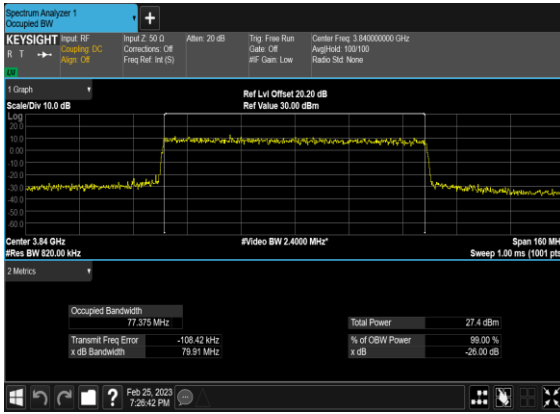 Spectrum Analyzer 1
Occupied BW
+
KEYSIGHT Input: RF Input Z: 50 Ω Atten: 20 dB Trig: Free Run Center Freq: 3.840000000 GHz
R T Coupling: DC Corrections: Off Gate: Off Avg|Hold: 100/100
Align: Off Freq Ref: Int (S) #IF Gain: Low Radio Std: None
1 Graph
Ref Lvl Offset 20.20 dB
Scale/Div 10.0 dB Ref Value 30.00 dBm
Log
20.0
10.0
0.00
-10.0
-20.0
-30.0
-40.0
-50.0
-60.0
Center 3.84 GHz #Video BW 2.4000 MHz* Span 160 MH
#Res BW 820.00 kHz Sweep 1.00 ms (1001 pts
2 Metrics
Occupied Bandwidth
77.375 MHz Total Power 27.4 dBm
Transmit Freq Error -108.42 kHz % of OBW Power 99.00 %
x dB Bandwidth 79.91 MHz x dB -26.00 dB
? Feb 25, 2023
7:26:42 PM